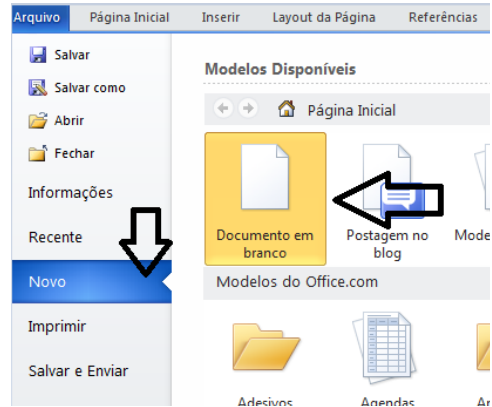 Arquivo Página Inicial Inserir Layout da Página Referências
Salvar
Salvar como
Abrir
Fechar
Informações
Recente
Novo
Imprimir
Salvar e Enviar
Modelos Disponíveis
Página Inicial
Documento em
branco
Postagem no
blog
Modelos do Office.com
Adesivos
Agendas